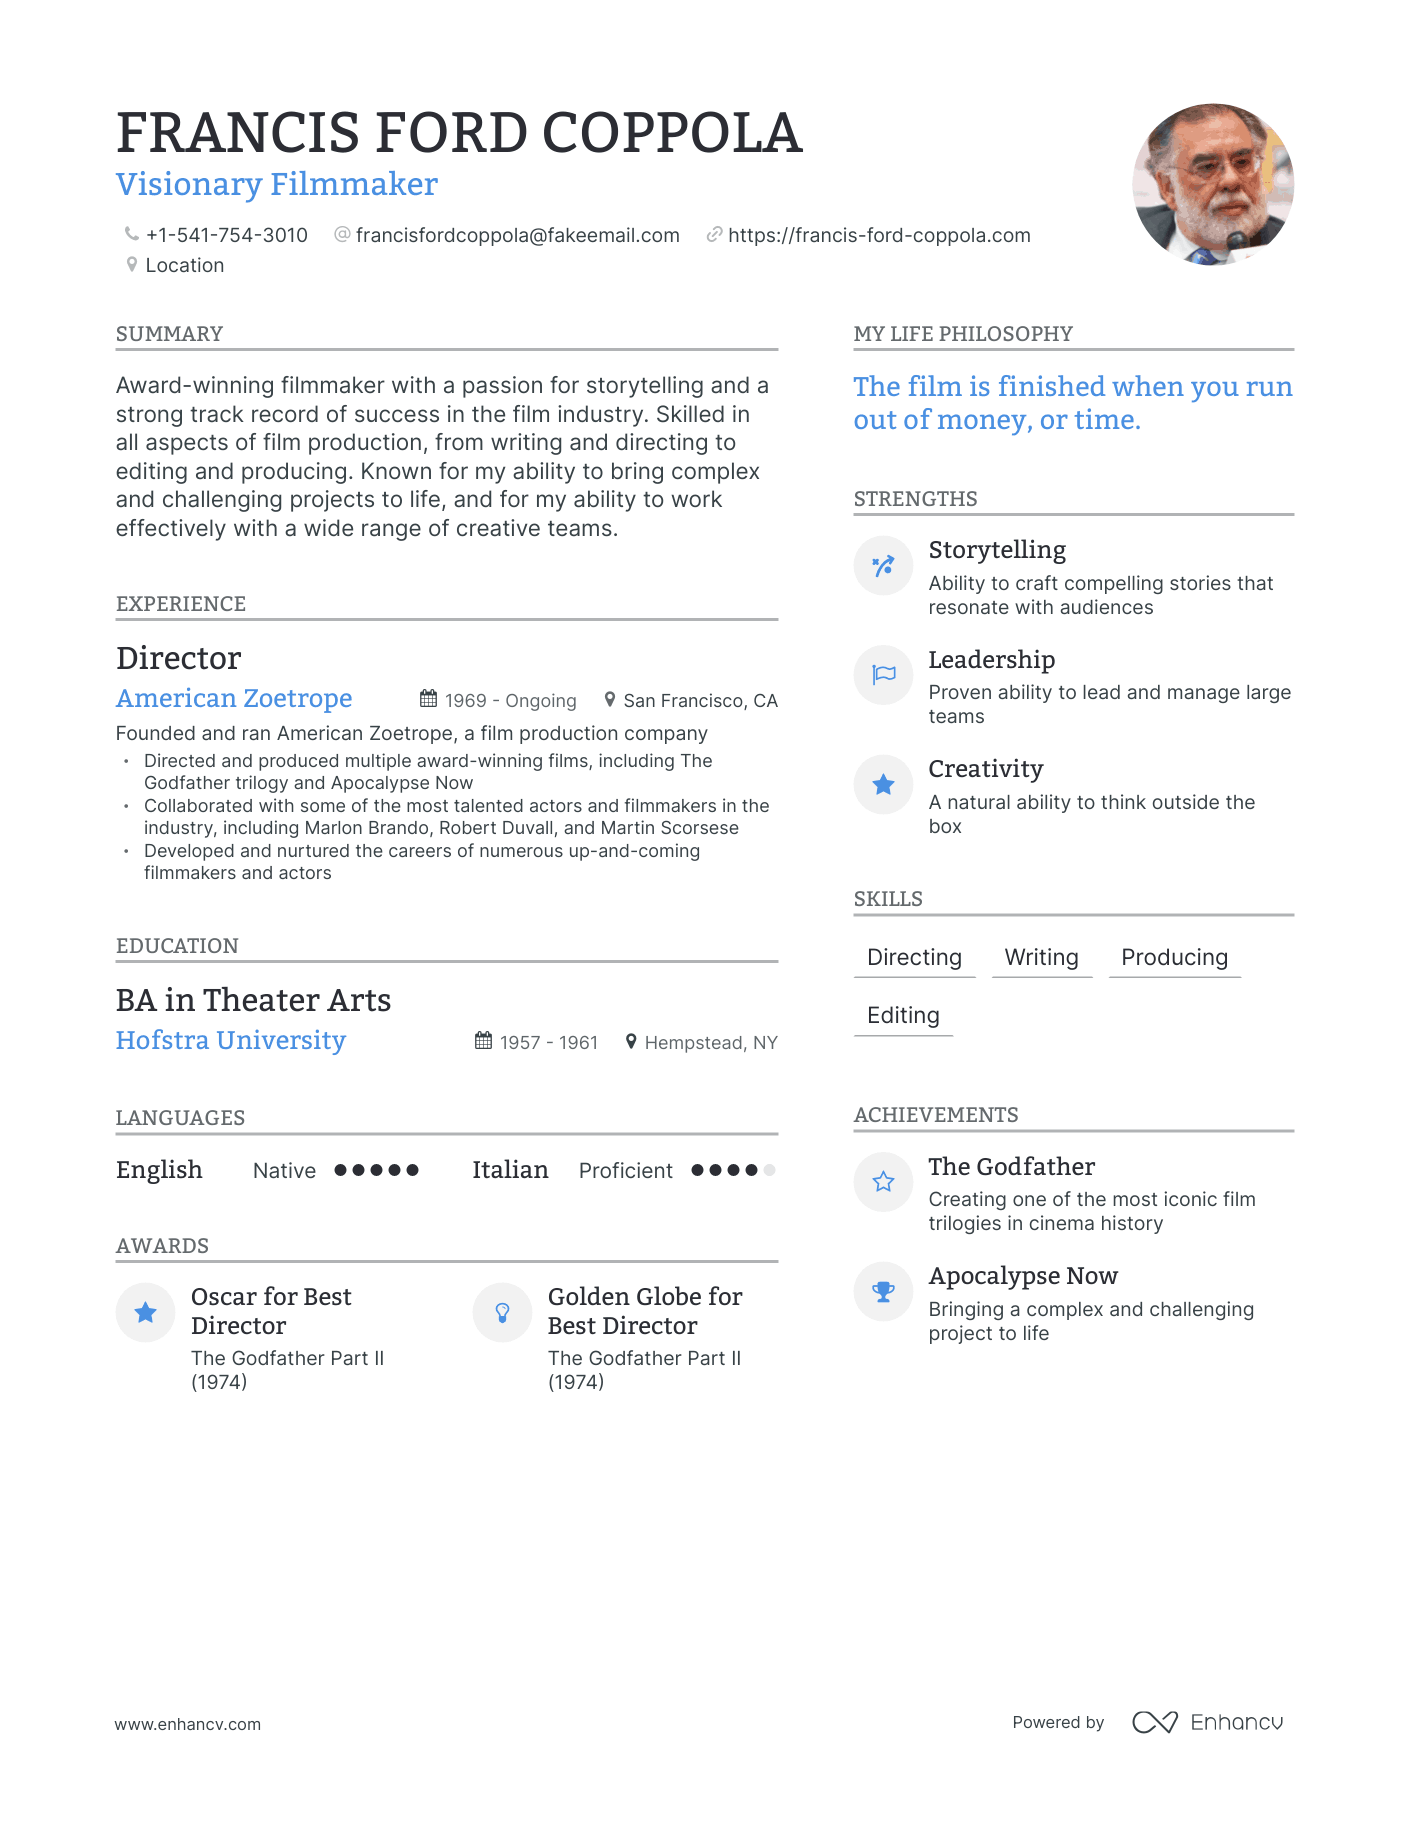 FRANCIS FORD COPPOLA
Visionary Filmmaker
+1-541-754-3010 @ francisfordcoppola@fakeemail.com https://francis-ford-coppola.com
Location
SUMMARY
Award-winning filmmaker with a passion for storytelling and a
strong track record of success in the film industry. Skilled in
all aspects of film production, from writing and directing to
editing and producing. Known for my ability to bring complex
and challenging projects to life, and for my ability to work
effectively with a wide range of creative teams.
EXPERIENCE
Director
American Zoetrope 1969 - Ongoing San Francisco, CA
Founded and ran American Zoetrope, a film production company
• Directed and produced multiple award-winning films, including The
Godfather trilogy and Apocalypse Now
• Collaborated with some of the most talented actors and filmmakers in the
industry, including Marlon Brando, Robert Duvall, and Martin Scorsese
• Developed and nurtured the careers of numerous up-and-coming
filmmakers and actors
EDUCATION
BA in Theater Arts
Hofstra University 1957 - 1961 Hempstead, NY
LANGUAGES
English Native Italian Proficient
AWARDS
Oscar for Best
Director
The Godfather Part II
(1974)
Golden Globe for
Best Director
The Godfather Part II
(1974)
MY LIFE PHILOSOPHY
The film is finished when you run
out of money, or time.
STRENGTHS
Storytelling
Ability to craft compelling stories that
resonate with audiences
Leadership
Proven ability to lead and manage large
teams
Creativity
A natural ability to think outside the
box
SKILLS
Directing Writing Producing
Editing
ACHIEVEMENTS
The Godfather
Creating one of the most iconic film
trilogies in cinema history
Apocalypse Now
Bringing a complex and challenging
project to life
www.enhancv.com
Powered by Enhancv